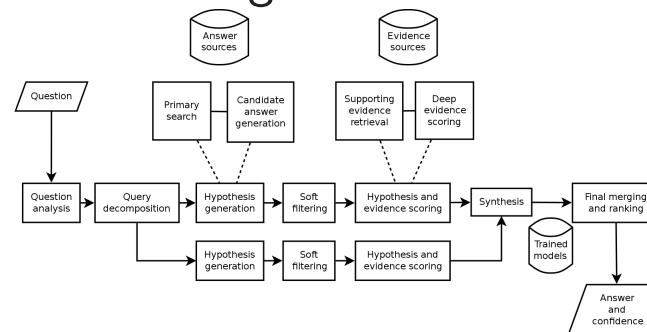 Answer
sources
Evidence
sources
Question
Primary
search
Candidate
answer
generation
Supporting
evidence
retrieval
Deep
evidence
scoring
Question
analysis
Query
decomposition
Hypothesis
generation
Soft
filtering
Hypothesis and
evidence scoring
Synthesis
Final merging
and ranking
Hypothesis
generation
Soft
filtering
Hypothesis and
evidence scoring
Trained
models
Answer
and
confidence